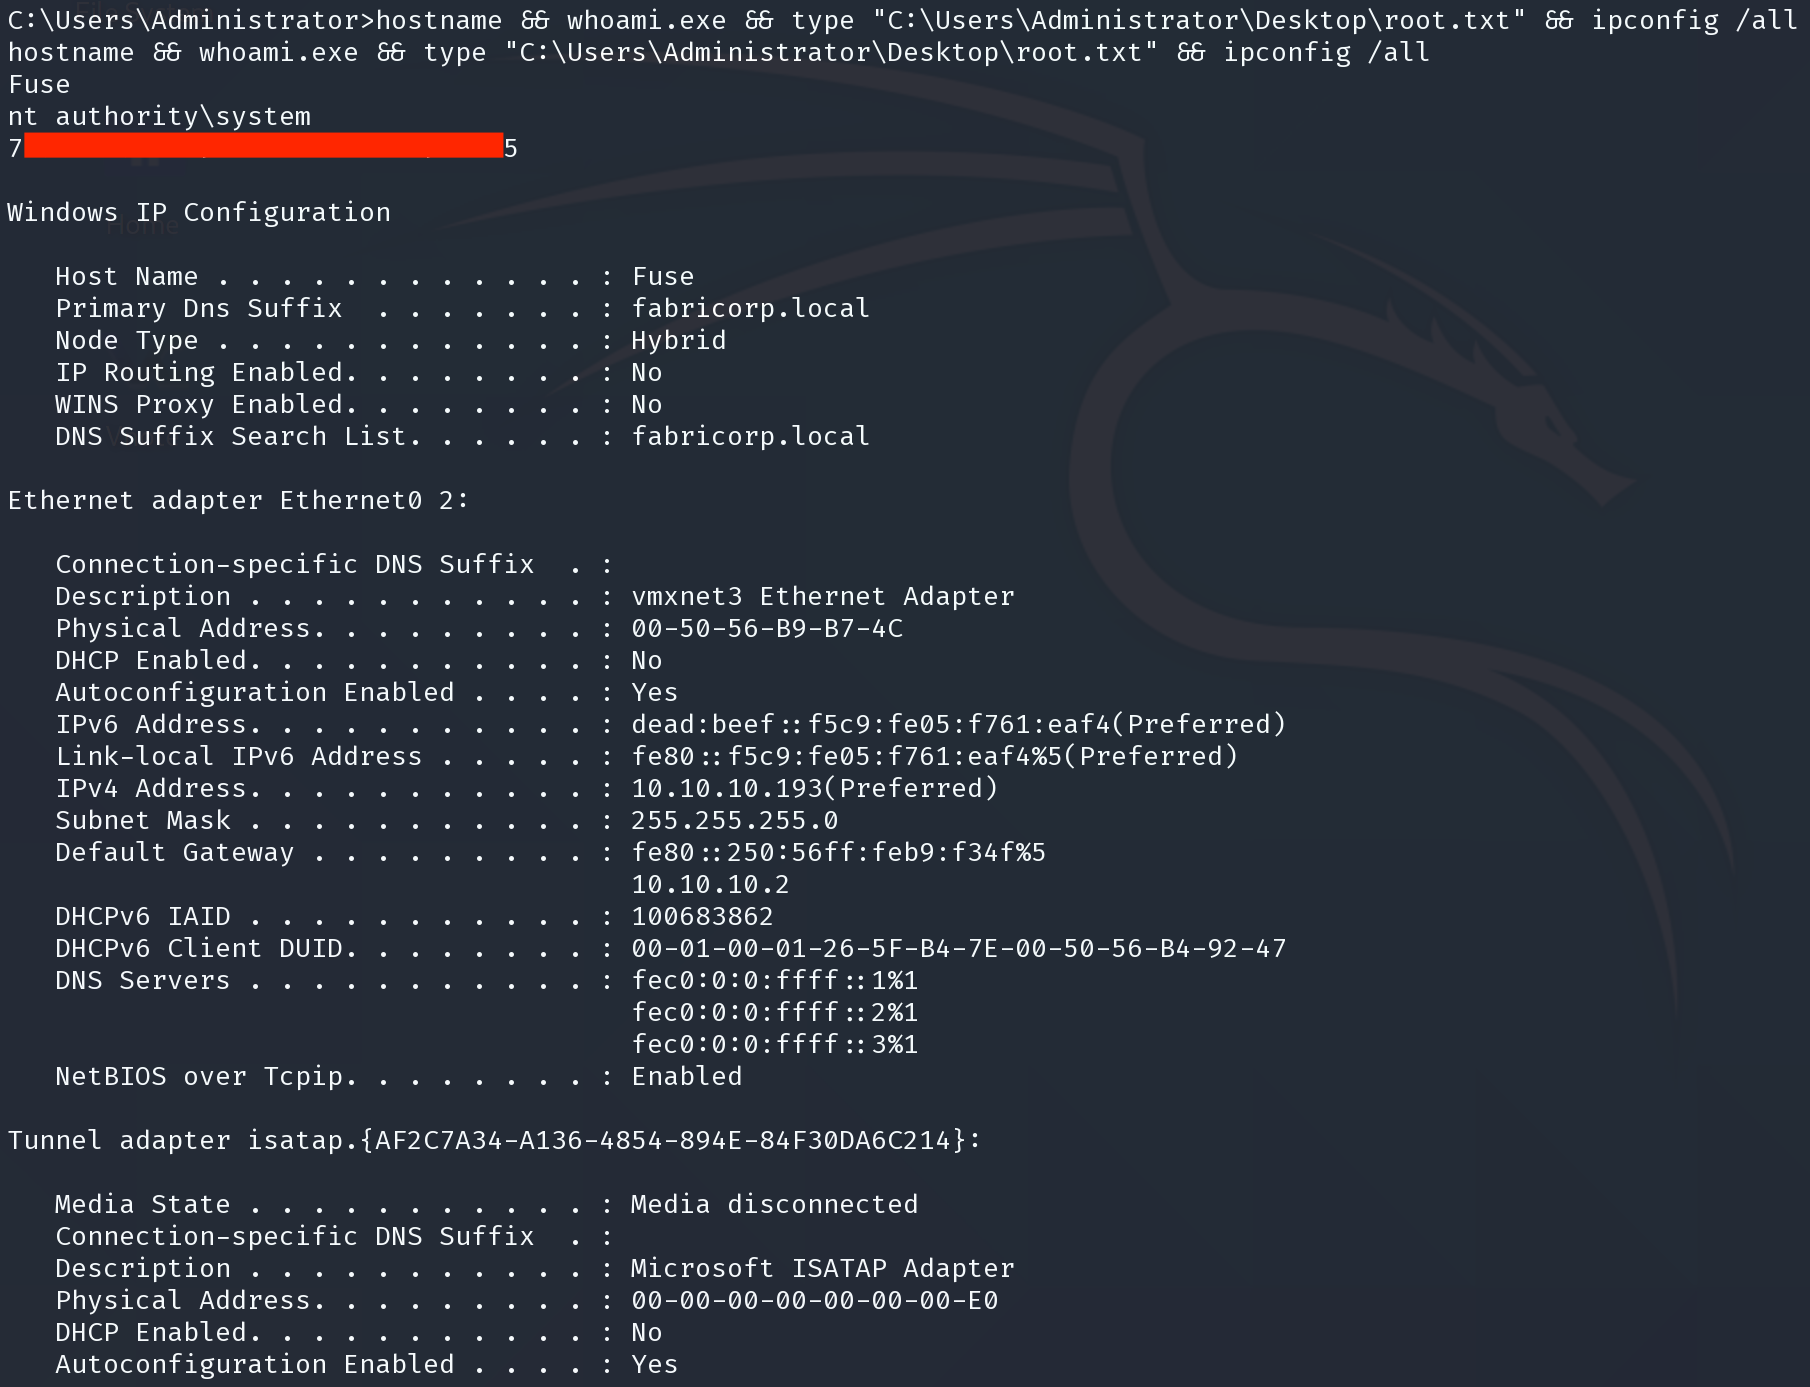 C:\Users\Administrator>hostname && whoami.exe && type "C:\Users\Administrator\Desktop\root.txt" && ipconfig /all
hostname && whoami.exe && type "C:\Users\Administrator\Desktop\root.txt" && ipconfig /all
Fuse
nt authority\system
7 5
Windows IP Configuration
Home
Host Name . . . . . . . . . . . . : Fuse
Primary Dns Suffix  . . . . . . . : fabricorp.local
Node Type . . . . . . . . . . . . : Hybrid
IP Routing Enabled. . . . . . . . : No
WINS Proxy Enabled. . . . . . . . : No
DNS Suffix Search List. . . . . . : fabricorp.local
Ethernet adapter Ethernet0 2:
Connection-specific DNS Suffix  . :
Description . . . . . . . . . . . : vmxnet3 Ethernet Adapter
Physical Address. . . . . . . . . : 00-50-56-B9-B7-4C
DHCP Enabled. . . . . . . . . . . : No
Autoconfiguration Enabled . . . . : Yes
IPv6 Address. . . . . . . . . . . : dead:beef::f5c9:fe05:f761:eaf4(Preferred)
Link-local IPv6 Address . . . . . : fe80::f5c9:fe05:f761:eaf4%5(Preferred)
IPv4 Address. . . . . . . . . . . : 10.10.10.193(Preferred)
Subnet Mask . . . . . . . . . . . : 255.255.255.0
Default Gateway . . . . . . . . . : fe80::250:56ff:feb9:f34f%5
10.10.10.2
DHCPv6 IAID . . . . . . . . . . . : 100683862
DHCPv6 Client DUID. . . . . . . . : 00-01-00-01-26-5F-B4-7E-00-50-56-B4-92-47
DNS Servers . . . . . . . . . . . : fec0:0:0:ffff::1%1
fec0:0:0:ffff::2%1
fec0:0:0:ffff::3%1
NetBIOS over Tcpip. . . . . . . . : Enabled
Tunnel adapter isatap.{AF2C7A34-A136-4854-894E-84F30DA6C214}:
Media State . . . . . . . . . . . : Media disconnected
Connection-specific DNS Suffix  . :
Description . . . . . . . . . . . : Microsoft ISATAP Adapter
Physical Address. . . . . . . . . : 00-00-00-00-00-00-00-E0
DHCP Enabled. . . . . . . . . . . : No
Autoconfiguration Enabled . . . . : Yes